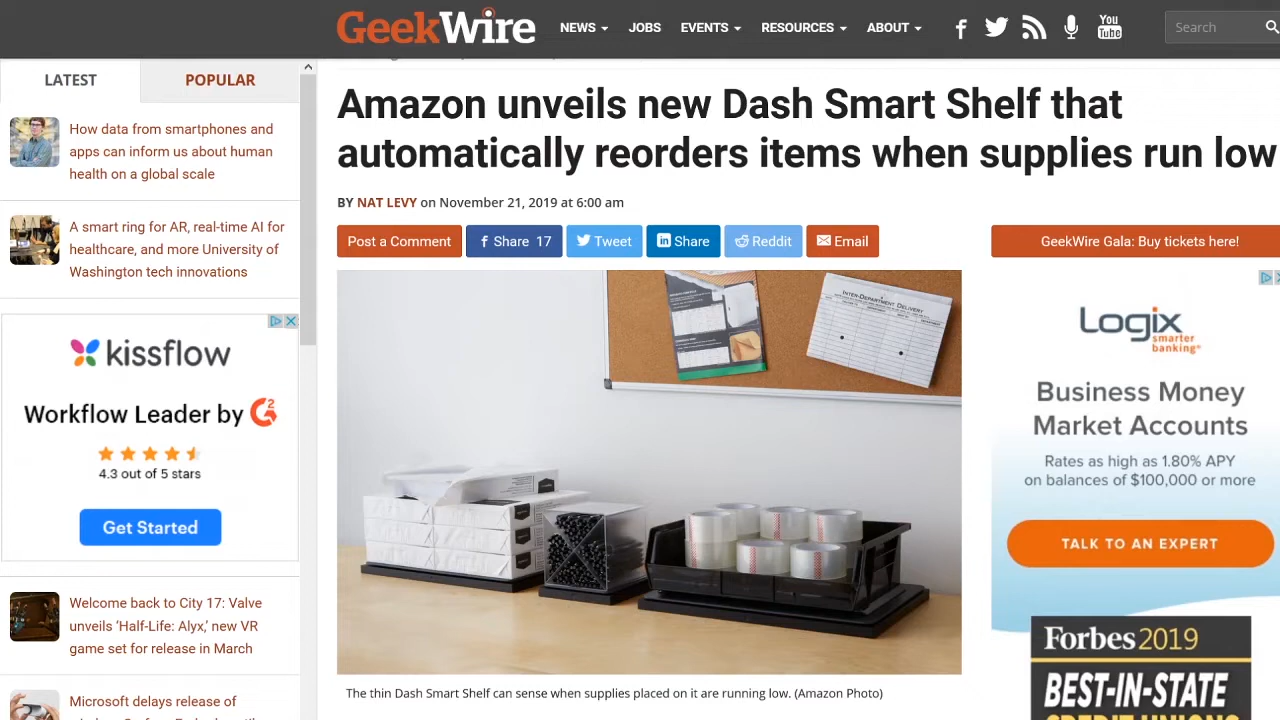 GeekWire
NEWS
JOBS
EVENTS
RESOURCES
ABOUT
You
Tube
Search
LATEST
POPULAR
How data from smartphones and
apps can inform us about human
health on a global scale
A smart ring for AR, real-time AI for
healthcare, and more University of
Washington tech innovations
kissflow
Workflow Leader by G2
4.3 out of 5 stars
Get Started
Welcome back to City 17: Valve
unveils ‘Half-Life: Alyx,’ new VR
game set for release in March
Microsoft delays release of
Amazon unveils new Dash Smart Shelf that
automatically reorders items when supplies run low
BY NAT LEVY on November 21, 2019 at 6:00 am
Post a Comment
f Share 17
Tweet
in Share
Reddit
Email
INTER-DEPARTMENT DELIVERY
The thin Dash Smart Shelf can sense when supplies placed on it are running low. (Amazon Photo)
GeekWire Gala: Buy tickets here!
Logix
smarter
banking
Business Money
Market Accounts
Rates as high as 1.80% APY
on balances of $100,000 or more
TALK TO AN EXPERT
Forbes 2019
BEST-IN-STATE